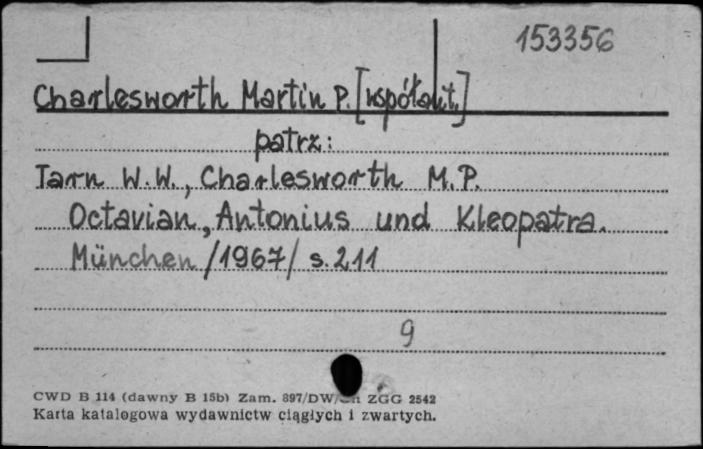 153356
Charlesworth Martin P. [współaut.]
patrz:
Tarn W.W., Charlesworth M.P.
Octavian, Antonius und Kleopatra.
München /1967/ s. 211
9
CWD B 114 (dawny B 15b) Zam. 897/DW/ ZGG 2542
Karta katalogowa wydawnictw ciągłych i zwartych.